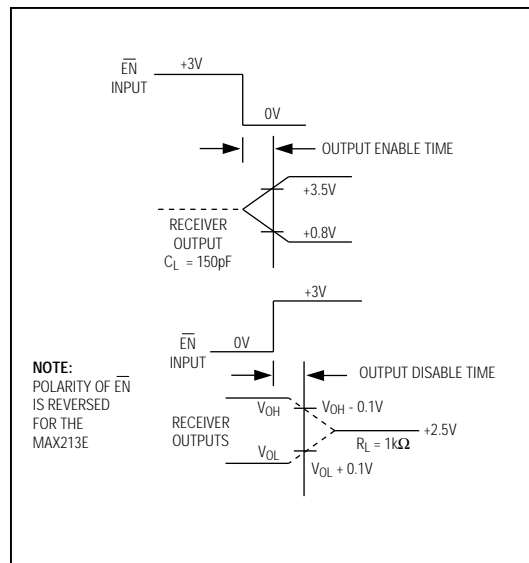 EN
INPUT
+3V
0V
OUTPUT ENABLE TIME
+3.5V
+0.8V
RECEIVER
OUTPUT
CL = 150pF
+3V
0V
EN
INPUT
OUTPUT DISABLE TIME
NOTE:
POLARITY OF EN
IS REVERSED
FOR THE
MAX213E
RECEIVER
OUTPUTS
VOH
VOH - 0.1V
VOL
VOL + 0.1V
+2.5V
RL = 1kΩ